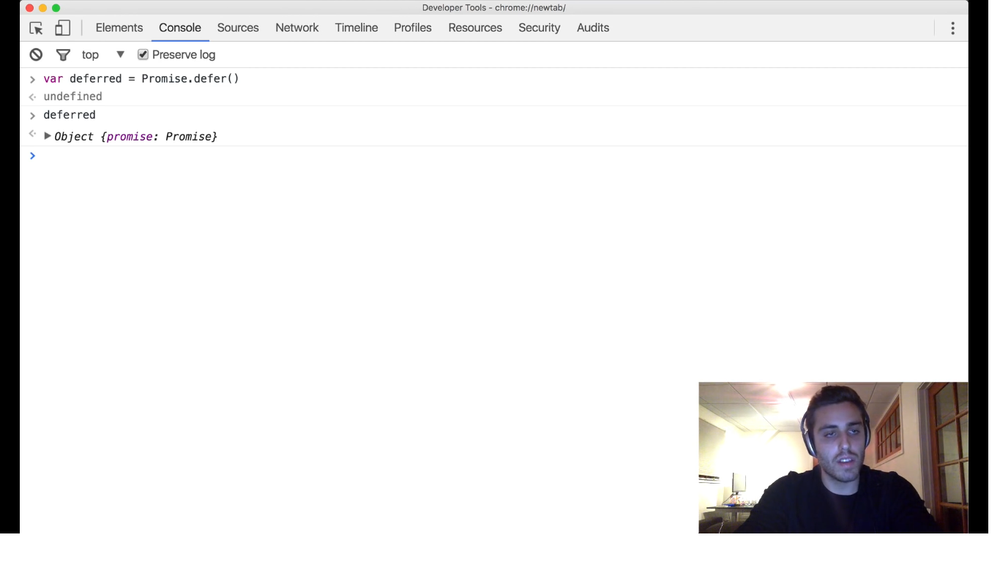 Developer Tools - chrome://newtab/
Elements Console Sources Network Timeline Profiles Resources Security Audits
top Preserve log
var deferred = Promise.defer()
undefined
deferred
Object {promise: Promise}